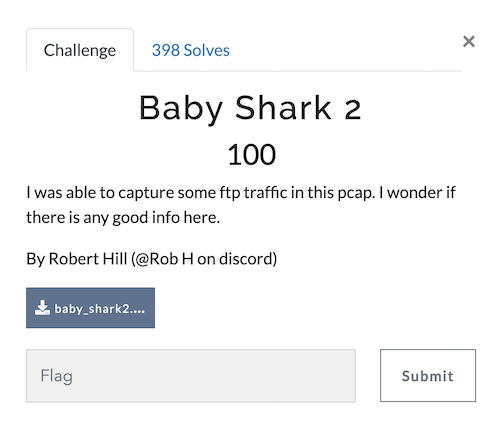 Challenge
398 Solves
×
Baby Shark 2
100
I was able to capture some ftp traffic in this pcap. I wonder if
there is any good info here.
By Robert Hill (@Rob H on discord)
baby_shark2....
Flag
Submit